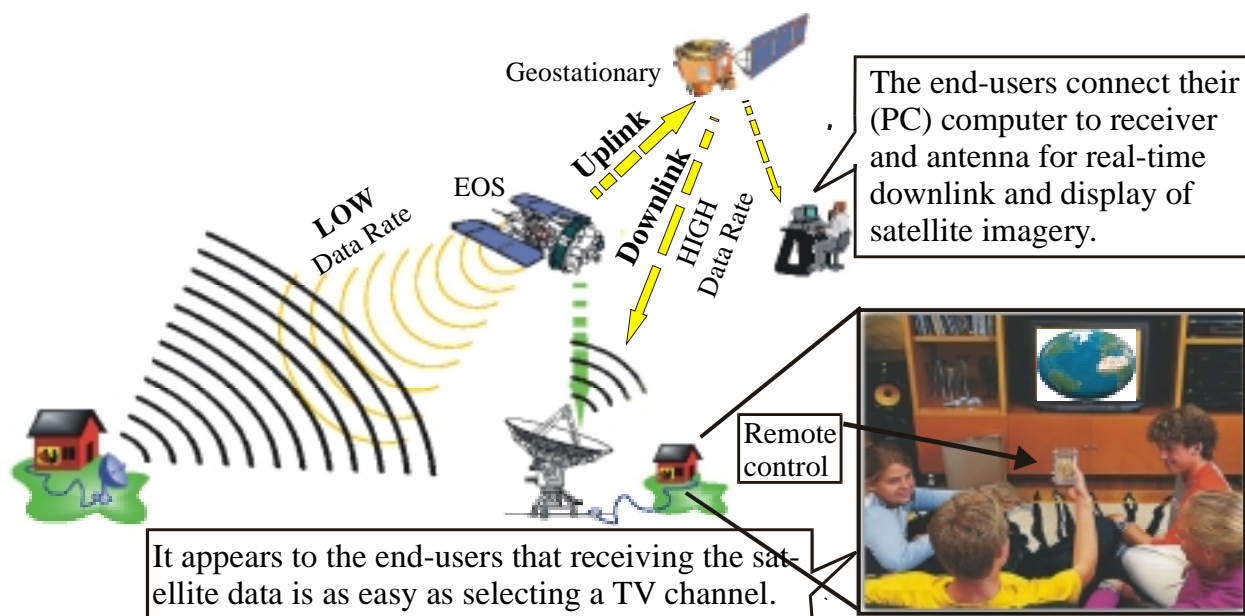 Geostationary
The end-users connect their
(PC) computer to receiver
and antenna for real-time
downlink and display of
satellite imagery.
Uplink
EOS
Downlink
HIGH
Data Rate
LOW
Data Rate
Remote
control
It appears to the end-users that receiving the sat-
ellite data is as easy as selecting a TV channel.